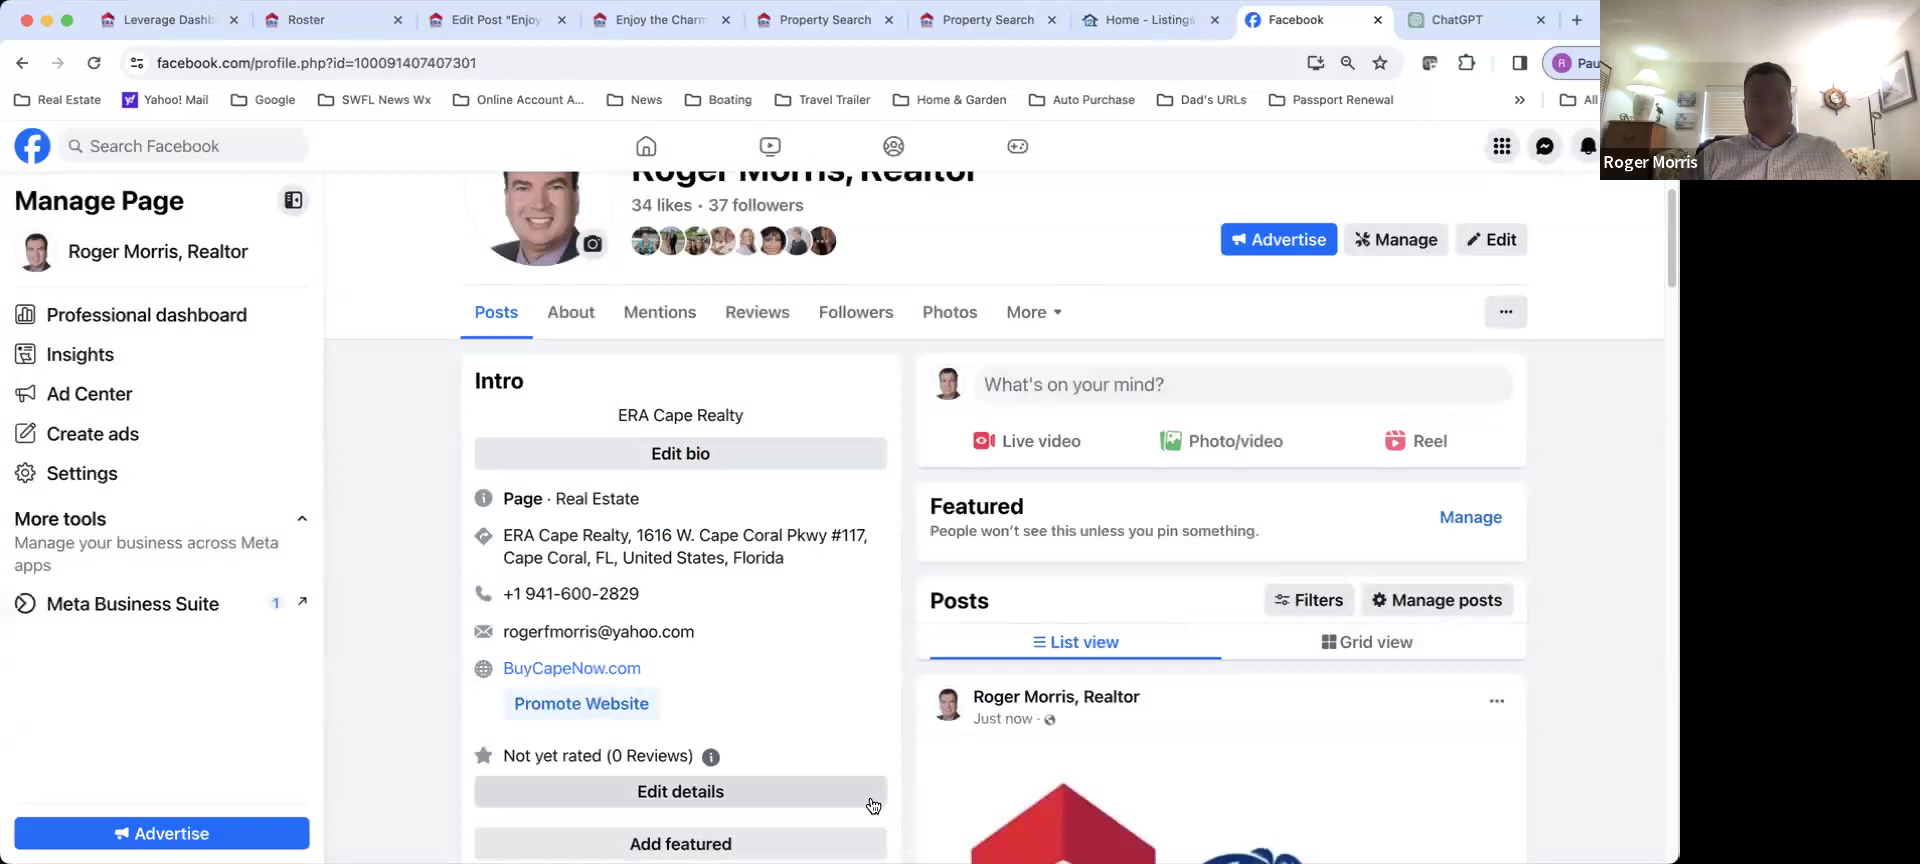 Leverage Dashb
Roster
Edit Post “Enjoy
Enjoy the Charm
Property Search
Property Search
Home - Listings
Facebook
ChatGPT
facebook.com/profile.php?id=100091407407301
R
Pau
Real Estate
Yahoo! Mail
Google
SWFL News Wx
Online Account A...
News
Boating
Travel Trailer
Home & Garden
Auto Purchase
Dad's URLs
Passport Renewal
»
All
Search Facebook
Roger Morris
Manage Page
Roger Morris, Realtor
Professional dashboard
Insights
Ad Center
Create ads
Settings
More tools
Manage your business across Meta
apps
Meta Business Suite 1
Advertise
Roger Morris, Realtor
34 likes • 37 followers
Advertise
Manage
Edit
Posts
About
Mentions
Reviews
Followers
Photos
More
Intro
ERA Cape Realty
Edit bio
Page · Real Estate
ERA Cape Realty, 1616 W. Cape Coral Pkwy #117,
Cape Coral, FL, United States, Florida
+1 941-600-2829
rogerfmorris@yahoo.com
BuyCapeNow.com
Promote Website
Not yet rated (0 Reviews)
Edit details
Add featured
What's on your mind?
Live video
Photo/video
Reel
Featured
People won’t see this unless you pin something.
Manage
Posts
Filters
Manage posts
List view
Grid view
Roger Morris, Realtor
Just now ·